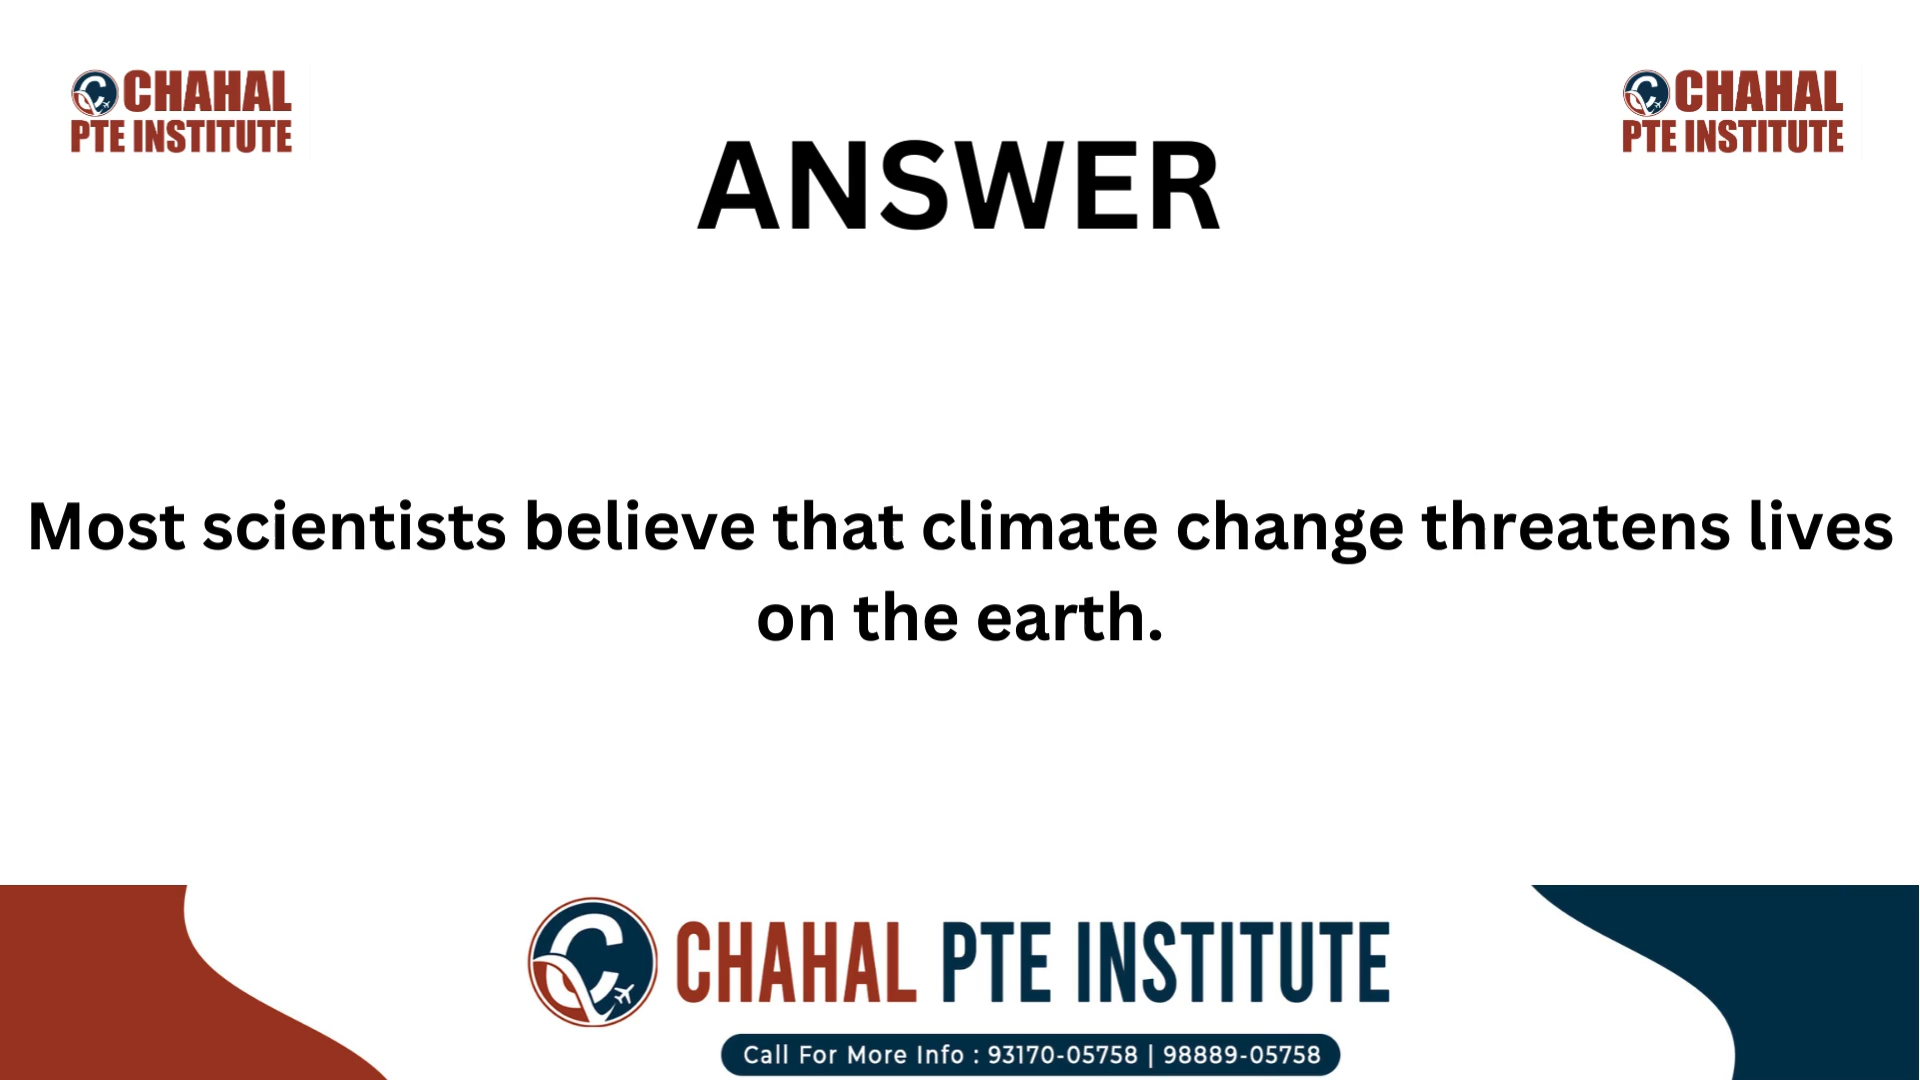 CHAHAL
PTE INSTITUTE
CHAHAL
PTE INSTITUTE
ANSWER
Most scientists believe that climate change threatens lives
on the earth.
CHAHAL PTE INSTITUTE
Call For More Info : 93170-05758 | 98889-05758